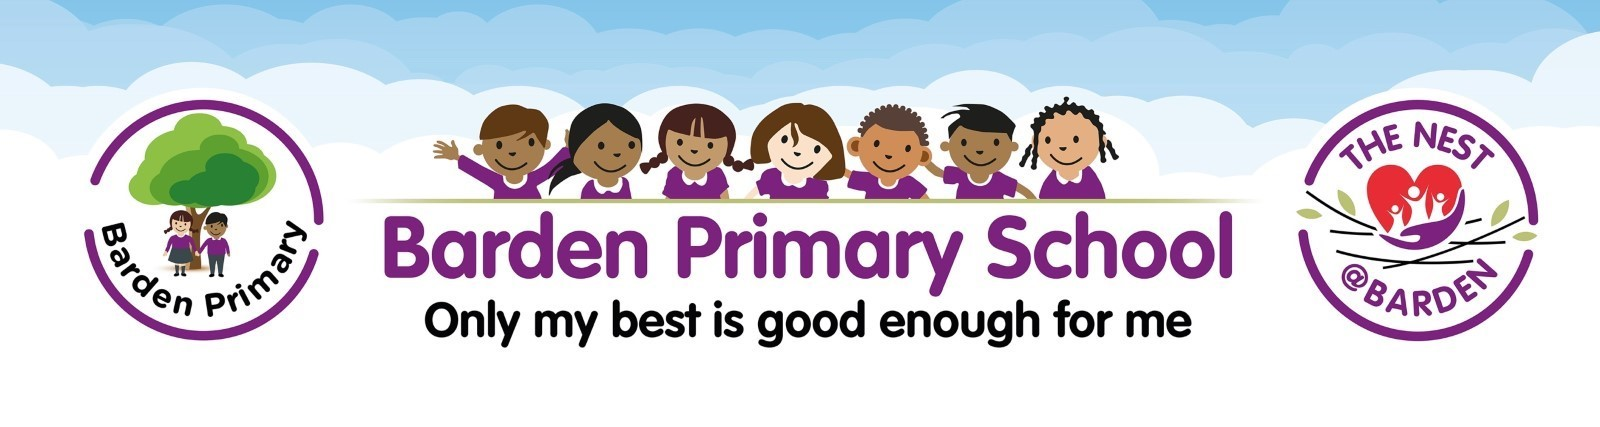 Barden Primary
Barden Primary School
Only my best is good enough for me
THE NEST
@BARDEN